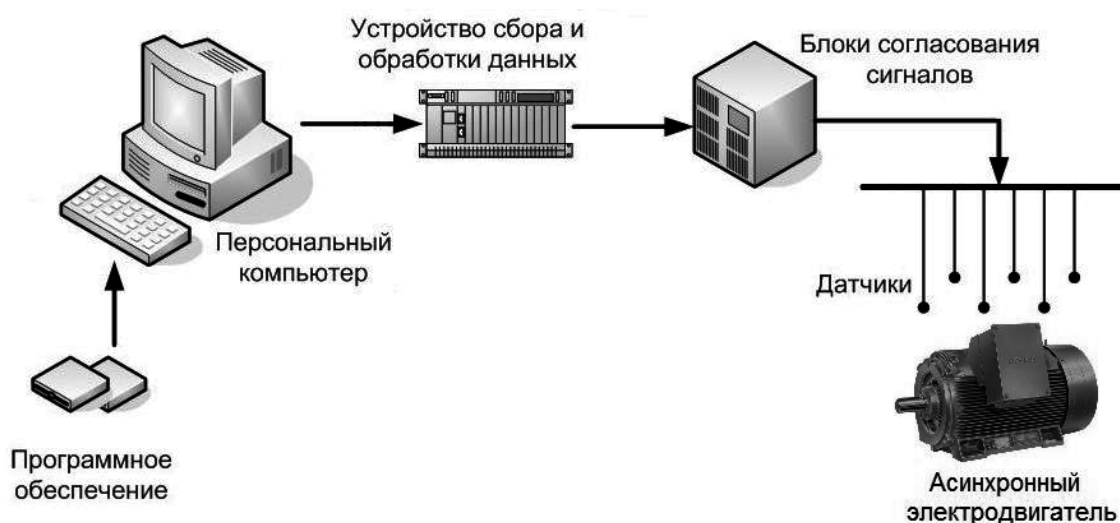 Устройство сбора и
обработки данных
Блоки согласования
сигналов
Персональный
компьютер
Датчики
Программное
обеспечение
Асинхронный
электродвигатель